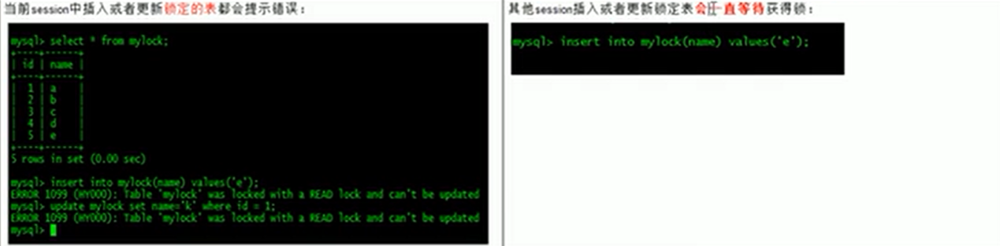 当前session中插入或者更新锁定的表都会提示错误:
mysql> select * from mylock;
+----+------+
| id | name |
+----+------+
| 1 | a |
| 2 | b |
| 3 | c |
| 4 | d |
| 5 | e |
+----+------+
5 rows in set (0.00 sec)
mysql> insert into mylock(name) values('e');
ERROR 1099 (HY000): Table 'mylock' was locked with a READ lock and can't be updated
mysql> update mylock set name='k' where id = 1;
ERROR 1099 (HY000): Table 'mylock' was locked with a READ lock and can't be updated
mysql>
其他session插入或者更新锁定表会一直等待获得锁:
mysql> insert into mylock(name) values('e');